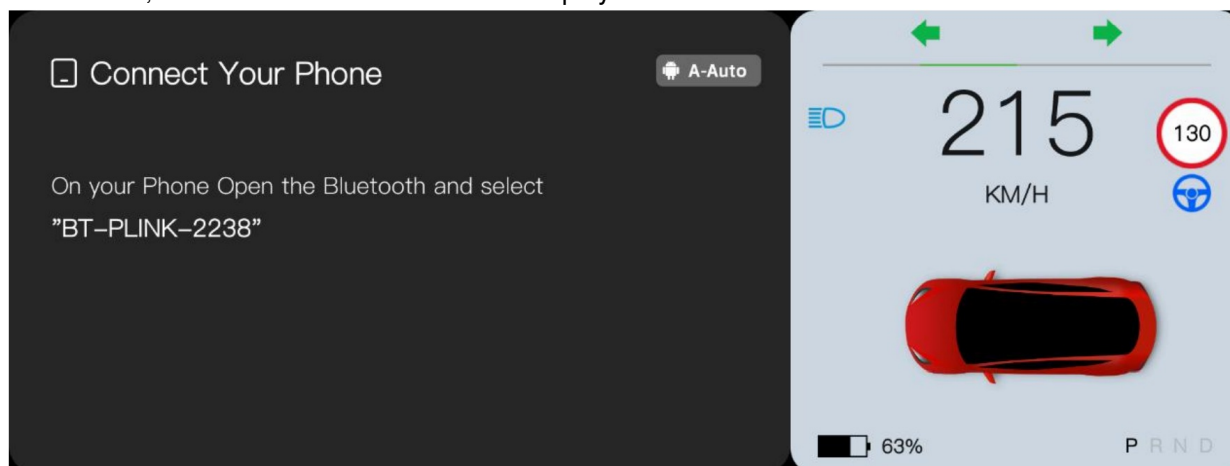 Connect Your Phone
A-Auto
On your Phone Open the Bluetooth and select
"BT-PLINK-2238"
215
130
KM/H
63%
P R N D